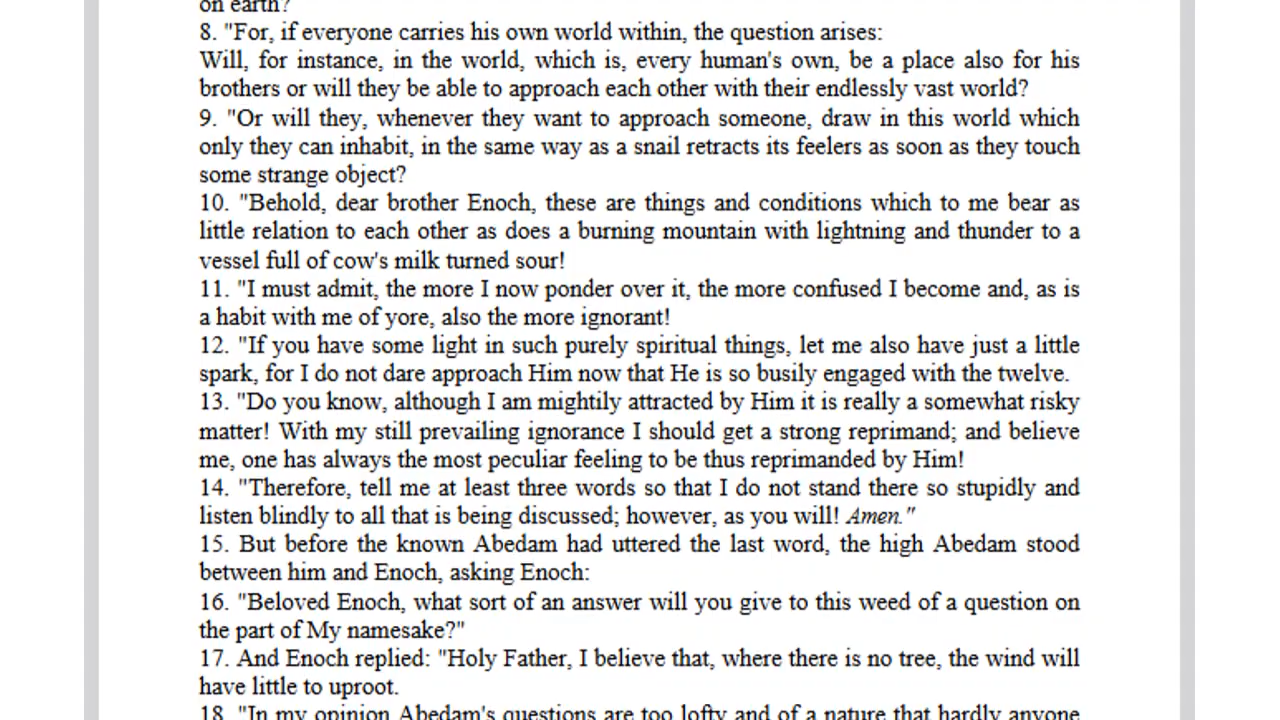 on earth?
8. "For, if everyone carries his own world within, the question arises:
Will, for instance, in the world, which is, every human's own, be a place also for his
brothers or will they be able to approach each other with their endlessly vast world?
9. "Or will they, whenever they want to approach someone, draw in this world which
only they can inhabit, in the same way as a snail retracts its feelers as soon as they touch
some strange object?
10. "Behold, dear brother Enoch, these are things and conditions which to me bear as
little relation to each other as does a burning mountain with lightning and thunder to a
vessel full of cow's milk turned sour!
11. "I must admit, the more I now ponder over it, the more confused I become and, as is
a habit with me of yore, also the more ignorant!
12. "If you have some light in such purely spiritual things, let me also have just a little
spark, for I do not dare approach Him now that He is so busily engaged with the twelve.
13. "Do you know, although I am mightily attracted by Him it is really a somewhat risky
matter! With my still prevailing ignorance I should get a strong reprimand; and believe
me, one has always the most peculiar feeling to be thus reprimanded by Him!
14. "Therefore, tell me at least three words so that I do not stand there so stupidly and
listen blindly to all that is being discussed; however, as you will! Amen."
15. But before the known Abedam had uttered the last word, the high Abedam stood
between him and Enoch, asking Enoch:
16. "Beloved Enoch, what sort of an answer will you give to this weed of a question on
the part of My namesake?"
17. And Enoch replied: "Holy Father, I believe that, where there is no tree, the wind will
have little to uproot.
18. "In my opinion Abedam's questions are too lofty and of a nature that hardly anyone